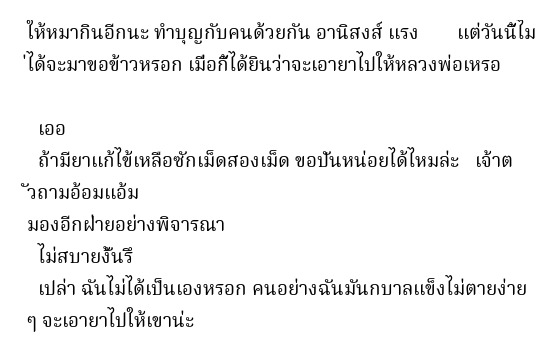 ให้หมากินอีกนะ ทำบุญกับคนด้วยกัน อานิสงส์ แรง แต่วันนี้ไม
่ได้จะมาขอข้าวหรอก เมื่อกี้ได้ยินว่าจะเอายาไปให้หลวงพ่อเหรอ
เออ
ถ้ามียาแก้ไข้เหลือซักเม็ดสองเม็ด ขอปันหน่อยได้ไหมล่ะ เจ้าต
ัวถามอ้อมแอ้ม
มองอีกฝ่ายอย่างพิจารณา
ไม่สบายงั้นรึ
เปล่า ฉันไม่ได้เป็นเองหรอก คนอย่างฉันมันกบาลแข็งไม่ตายง่าย
ๆ จะเอายาไปให้เขาน่ะ